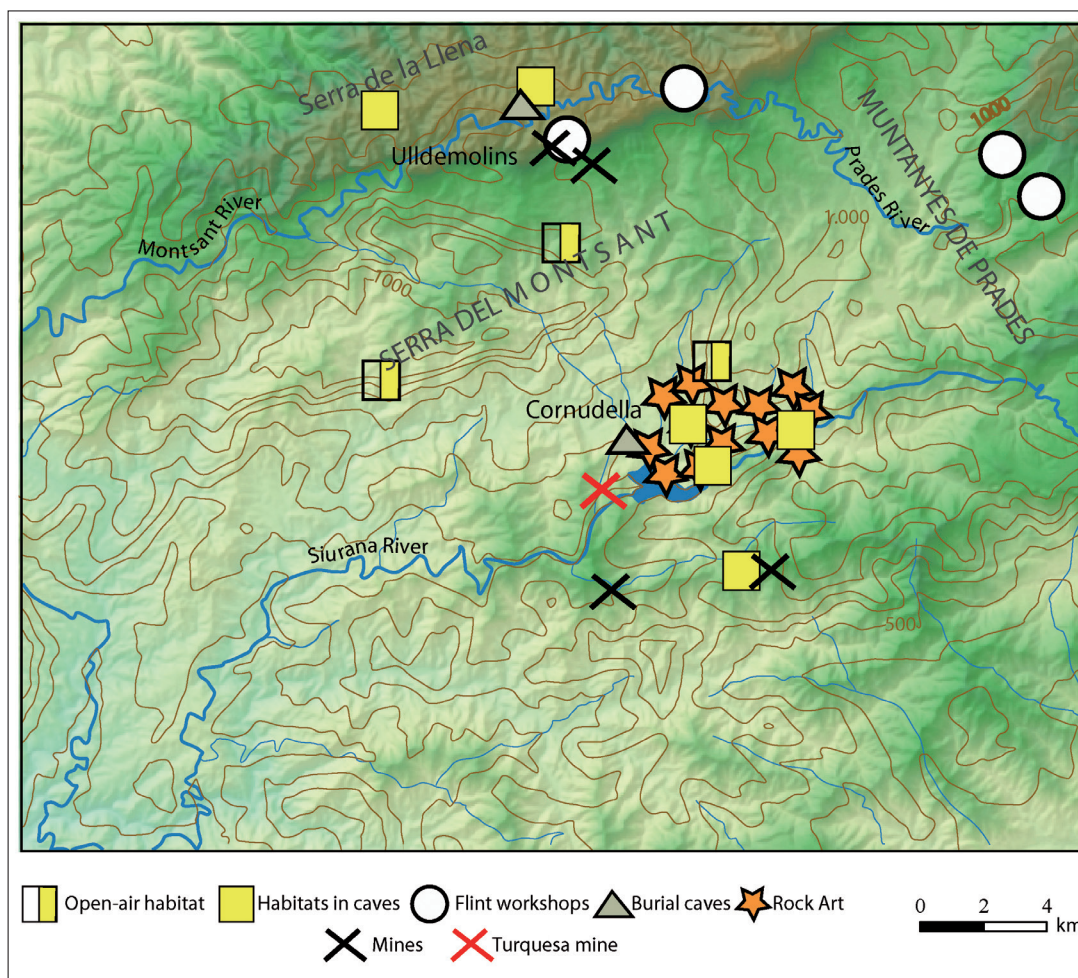 Serra de la Llena
1.000
MUNTANYES DE PRADES
Ulldemolins
Prades River
Montsant River
1.000
1000
SERRA DEL MONTSANT
Cornudella
Siurana River
500
Open-air habitat
Habitats in caves
Flint workshops
Burial caves
Rock Art
0 2 4
km
Mines
Turquesa mine